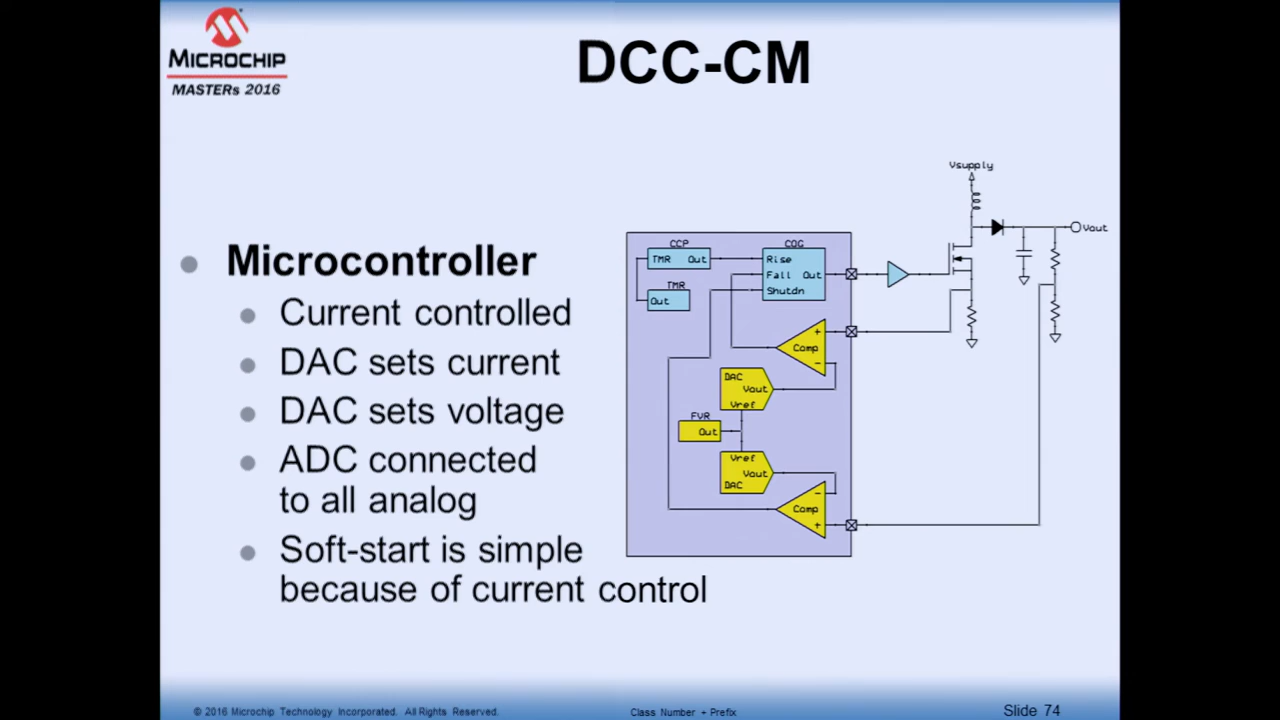 MICROCHIP
MASTERs 2016
DCC-CM
Microcontroller
Current controlled
DAC sets current
DAC sets voltage
ADC connected
to all analog
Soft-start is simple
because of current control
Vsupply
Vout
CCP
TMR Out
TMR
Out
COG
Rise
Fall Out
Shutdn
+
Comp
-
DAC
Vout
Vref
FVR
Out
Vref
Vout
DAC
-
Comp
+
© 2016 Microchip Technology Incorporated. All Rights Reserved.
Class Number + Prefix
Slide 74